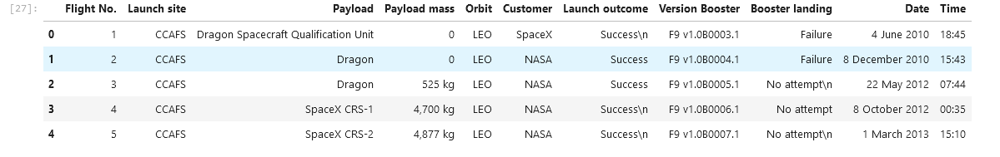 [27]: Flight No. Launch site Payload Payload mass Orbit Customer Launch outcome Version Booster Booster landing Date Time
0 1 CCAFS Dragon Spacecraft Qualification Unit 0 LEO SpaceX Success\n F9 v1.0B0003.1 Failure 4 June 2010 18:45
1 2 CCAFS Dragon 0 LEO NASA Success F9 v1.0B0004.1 Failure 8 December 2010 15:43
2 3 CCAFS Dragon 525 kg LEO NASA Success F9 v1.0B0005.1 No attempt\n 22 May 2012 07:44
3 4 CCAFS SpaceX CRS-1 4,700 kg LEO NASA Success\n F9 v1.0B0006.1 No attempt 8 October 2012 00:35
4 5 CCAFS SpaceX CRS-2 4,877 kg LEO NASA Success\n F9 v1.0B0007.1 No attempt\n 1 March 2013 15:10